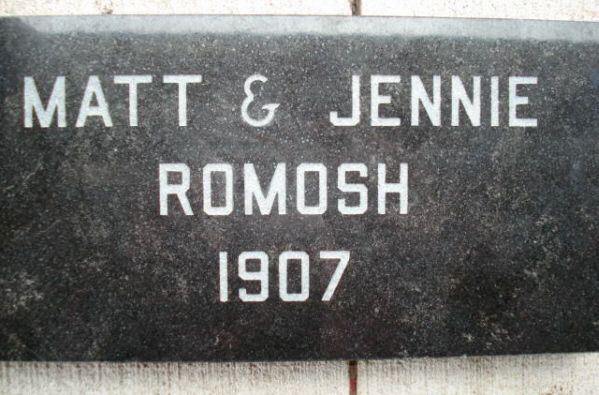 MATT & JENNIE
ROMOSH
1907